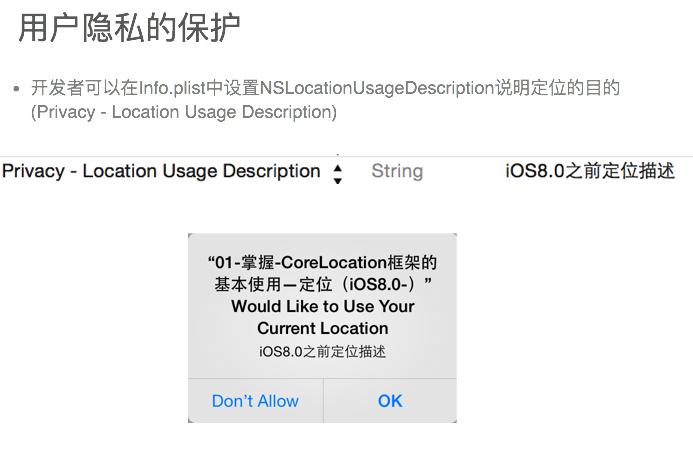 用户隐私的保护
• 开发者可以在Info.plist中设置NSLocationUsageDescription说明定位的目的
(Privacy - Location Usage Description)
Privacy - Location Usage Description String iOS8.0之前定位描述
“01-掌握-CoreLocation框架的
基本使用—定位（iOS8.0-）”
Would Like to Use Your
Current Location
iOS8.0之前定位描述
Don’t Allow OK